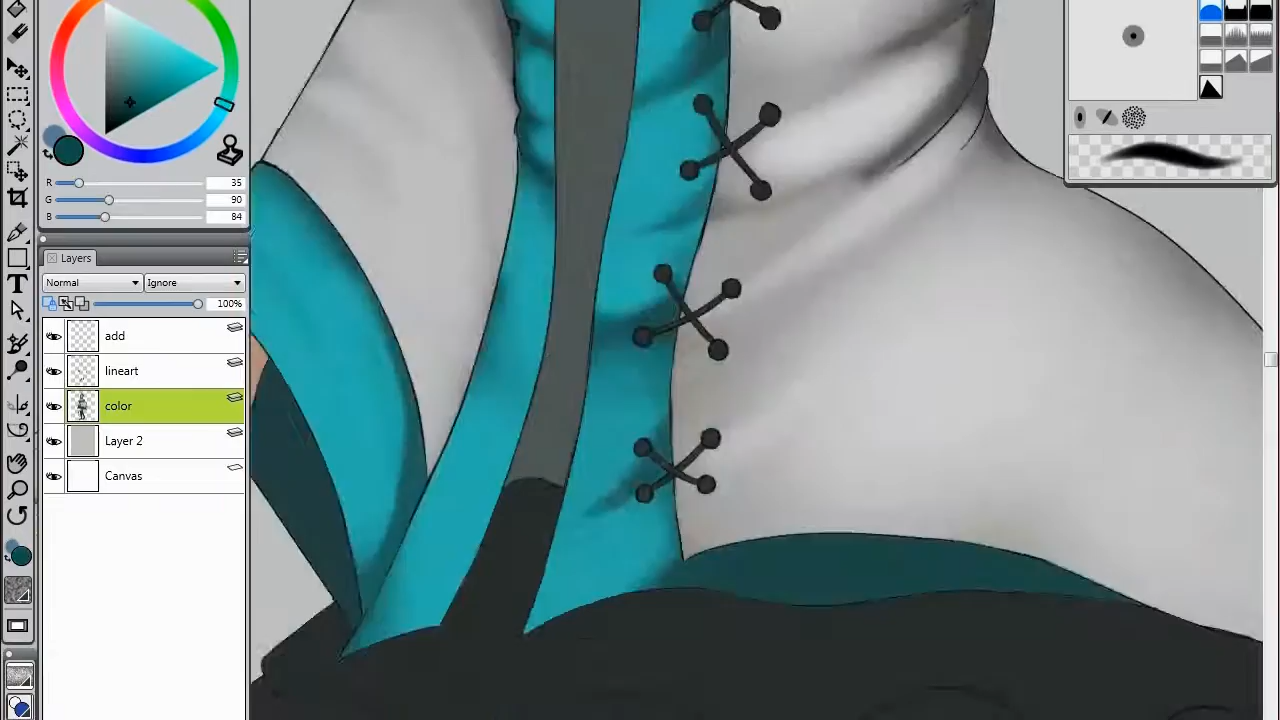 R 35
G 90
B 84
Layers
Normal Ignore
100%
add
lineart
color
Layer 2
Canvas
T